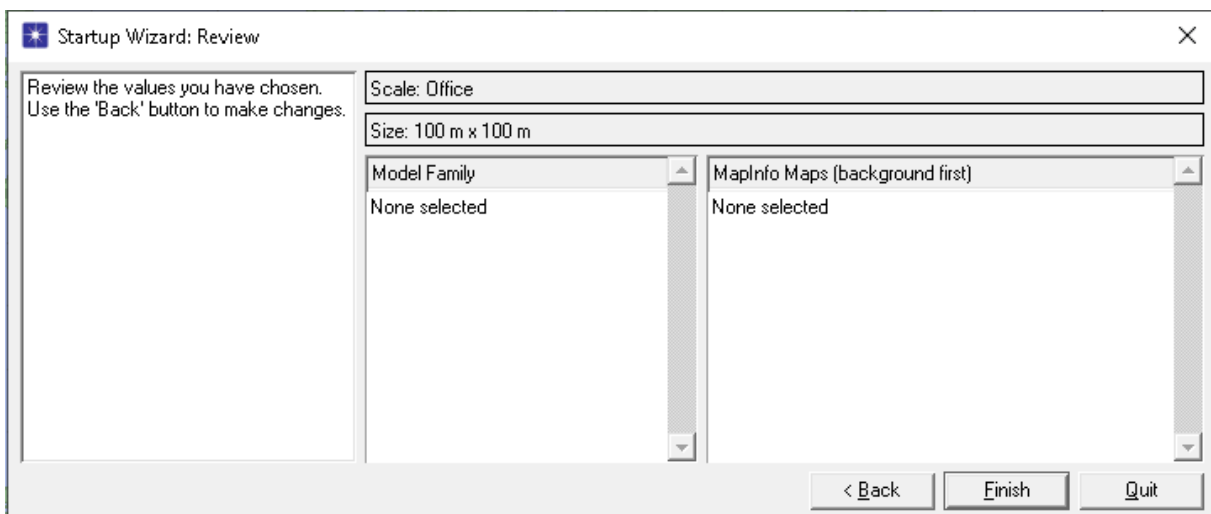 Startup Wizard: Review
Review the values you have chosen.
Use the 'Back' button to make changes.
Scale: Office
Size: 100 m x 100 m
Model Family
None selected
MapInfo Maps (background first)
None selected
< Back
Finish
Quit